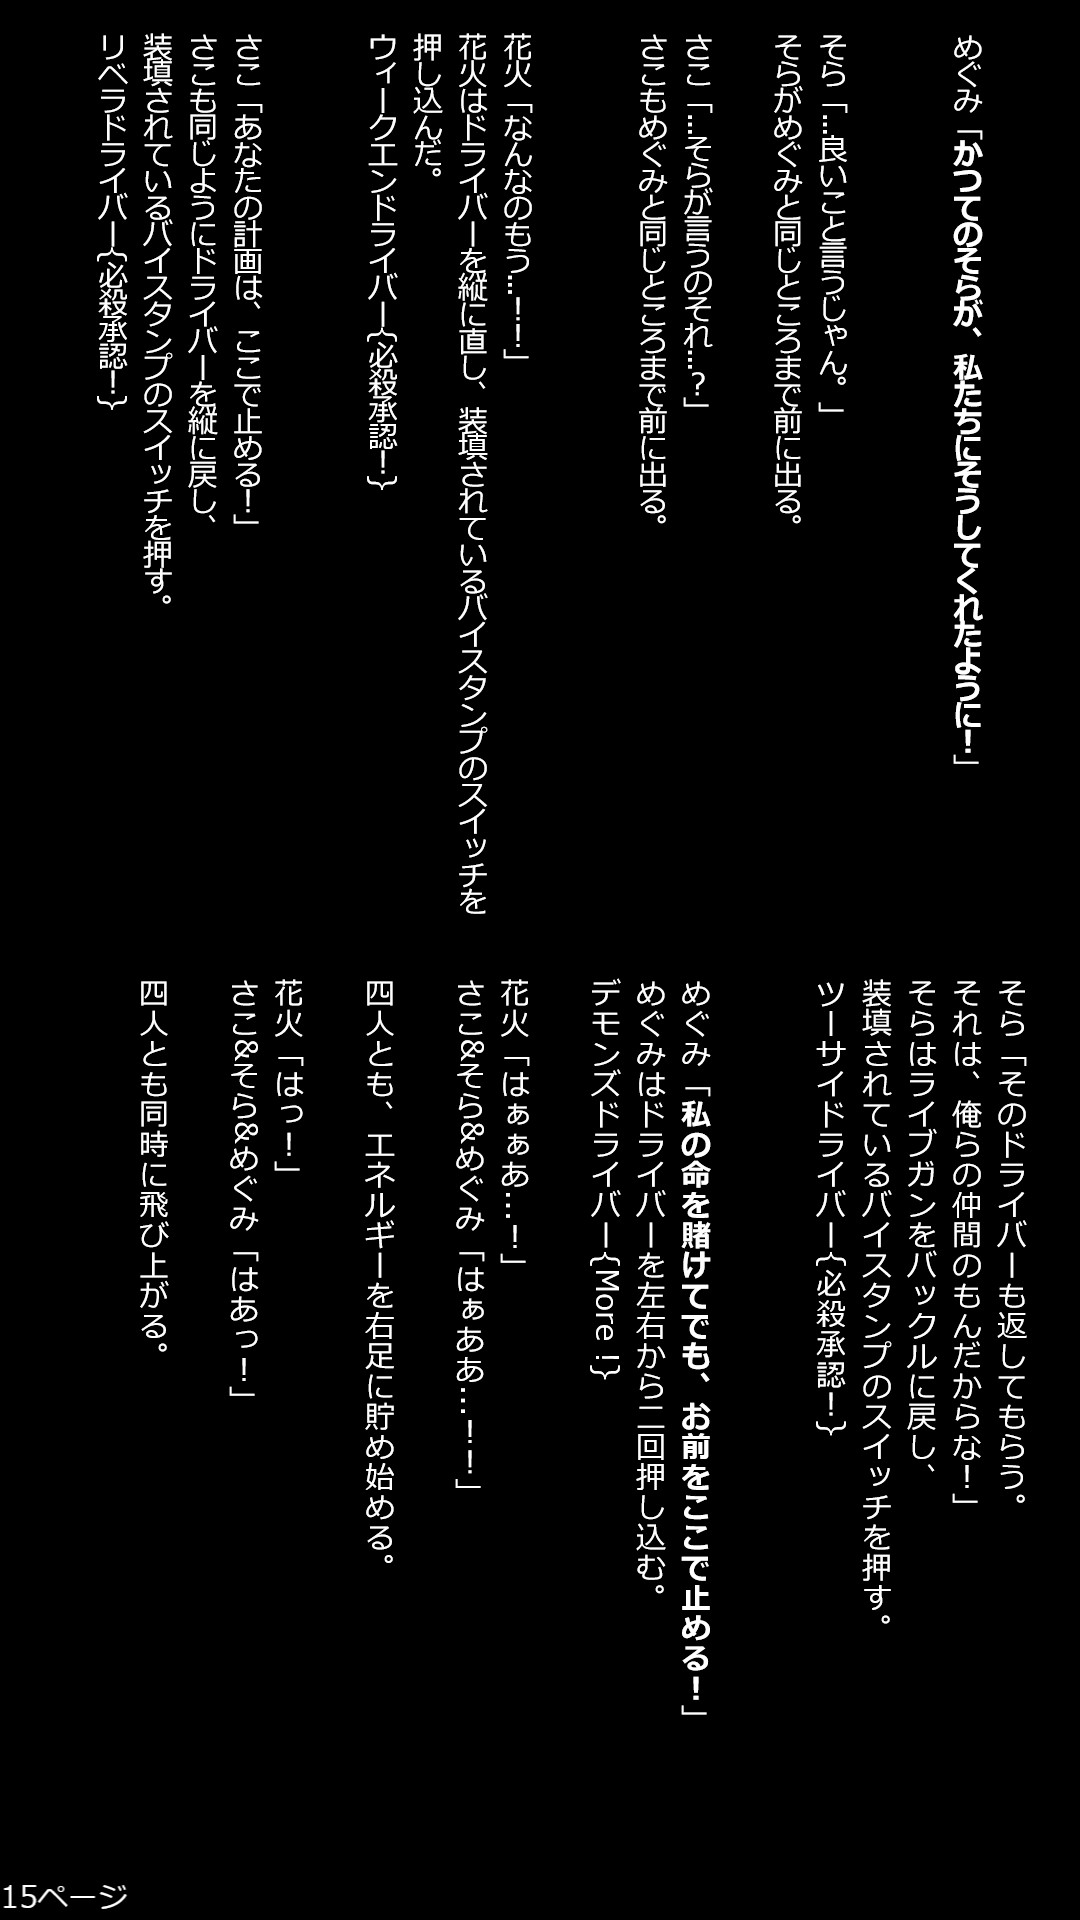 めぐみ「かつてのそらが、私たちにそうしてくれたように！」
そら「…良いこと言うじゃん。」
そらがめぐみと同じところまで前に出る。
さこ「…そらが言うのそれ…？」
さこもめぐみと同じところまで前に出る。
花火「なんなのもう…！！」
花火はドライバーを縦に直し、装填されているバイスタンプのスイッチを
押し込んだ。
ウィークエンドライバー{必殺承認！}
さこ「あなたの計画は、ここで止める！」
さこも同じようにドライバーを縦に戻し、
装填されているバイスタンプのスイッチを押す。
リベラドライバー{必殺承認！}
そら「そのドライバーも返してもらう。
それは、俺らの仲間のもんだからな！」
そらはライブガンをバックルに戻し、
装填されているバイスタンプのスイッチを押す。
ツーサイドライバー{必殺承認！}
めぐみ「私の命を賭けてでも、お前をここで止める！」
めぐみはドライバーを左右から二回押し込む。
デモンズドライバー{More！}
花火「はぁぁあ…！」
さこ&そら&めぐみ「はぁああ…！！」
四人とも、エネルギーを右足に貯め始める。
花火「はっ！」
さこ&そら&めぐみ「はあっ！」
四人とも同時に飛び上がる。
15ページ